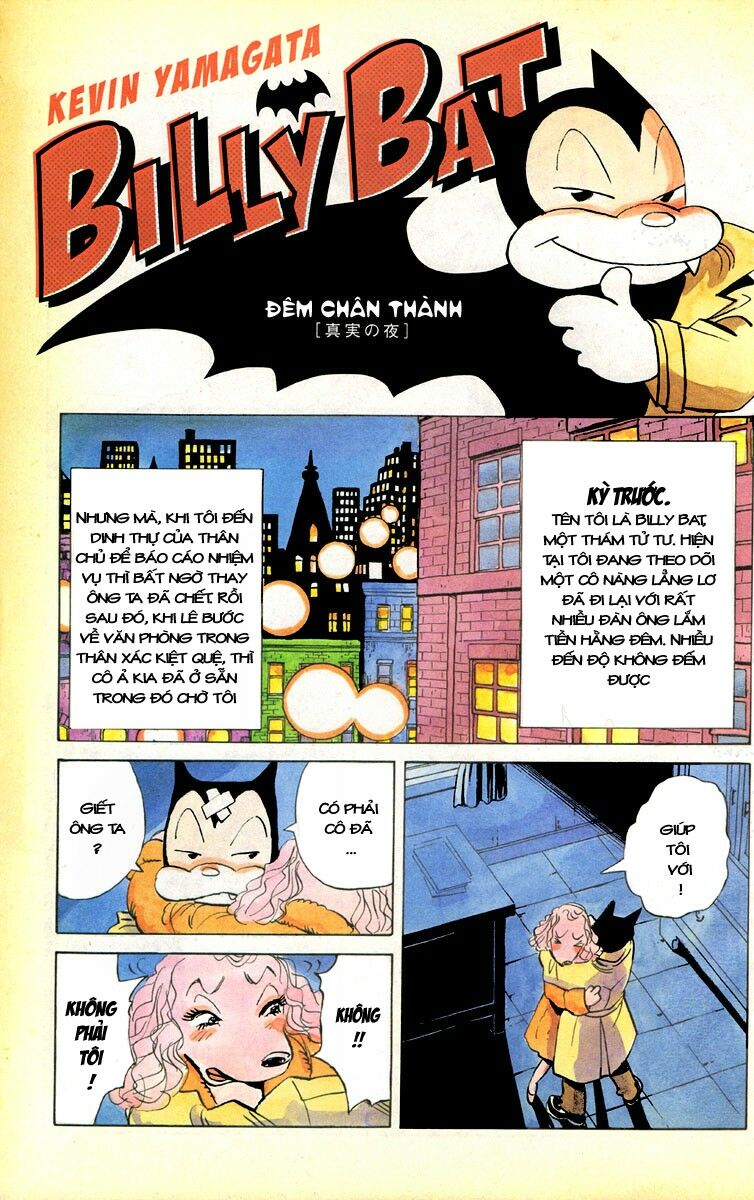 KEVIN YAMAGATA
BILLY BAT
ĐÊM CHÂN THÀNH
[真実の夜]
KỲ TRƯỚC.
TÊN TÔI LÀ BILLY BAT,
MỘT THÁM TỬ TƯ. HIỆN
TẠI TÔI ĐANG THEO DÕI
MỘT CÔ NÀNG LẲNG LƠ
ĐÃ ĐI LẠI VỚI RẤT
NHIỀU ĐÀN ÔNG LẮM
TIỀN HẰNG ĐÊM. NHIỀU
ĐẾN ĐỘ KHÔNG ĐẾM
ĐƯỢC
NHƯNG MÀ, KHI TÔI ĐẾN
DINH THỰ CỦA THÂN
CHỦ ĐỂ BÁO CÁO NHIỆM
VỤ THÌ BẤT NGỜ THAY
ÔNG TA ĐÃ CHẾT. RỒI
SAU ĐÓ, KHI LÊ BƯỚC
VỀ VĂN PHÒNG TRONG
THÂN XÁC KIỆT QUỆ, THÌ
CÔ Ả KIA ĐÃ Ở SẴN
TRONG ĐÓ CHỜ TÔI
GIÚP
TÔI
VỚI
!
CÓ PHẢI
CÔ ĐÃ
...
GIẾT
ÔNG TA
?
KHÔNG
!!
KHÔNG
PHẢI
TÔI
!